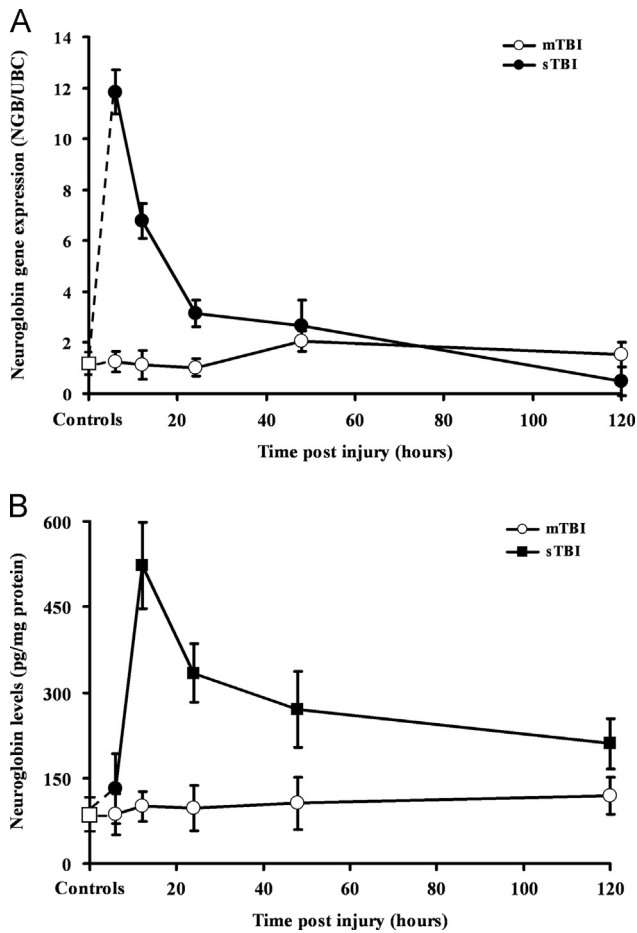 A
Neuroglobin gene expression (NGB/UBC)
14
12
10
8
6
4
2
0
mTBI
sTBI
Controls 20 40 60 80 100 120
Time post injury (hours)
B
Neuroglobin levels (pg/mg protein)
600
450
300
150
0
mTBI
sTBI
Controls 20 40 60 80 100 120
Time post injury (hours)